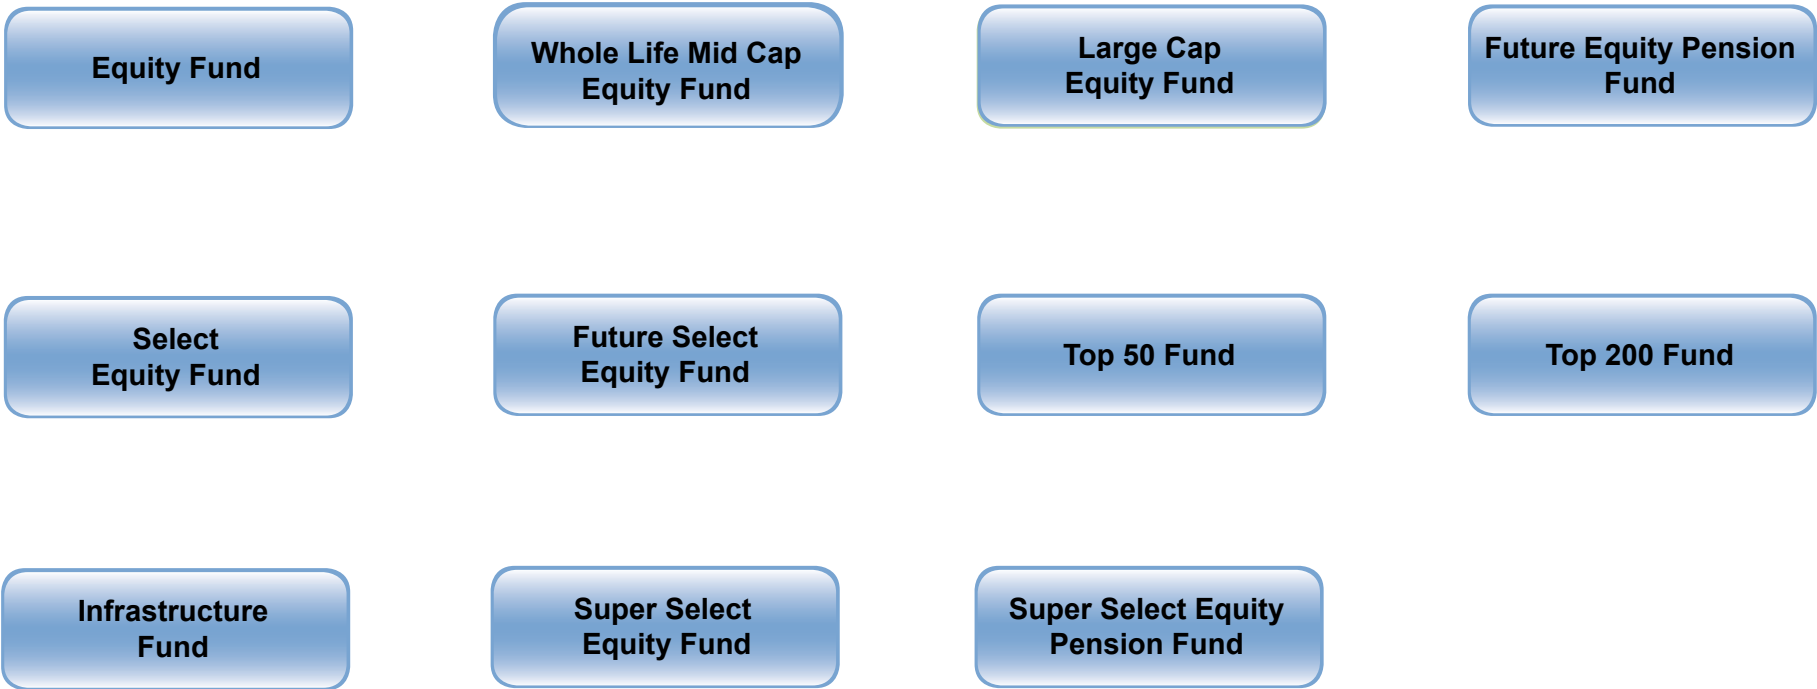 Equity Fund
Whole Life Mid Cap
Equity Fund
Large Cap
Equity Fund
Future Equity Pension
Fund
Select
Equity Fund
Future Select
Equity Fund
Top 50 Fund
Top 200 Fund
Infrastructure
Fund
Super Select
Equity Fund
Super Select Equity
Pension Fund